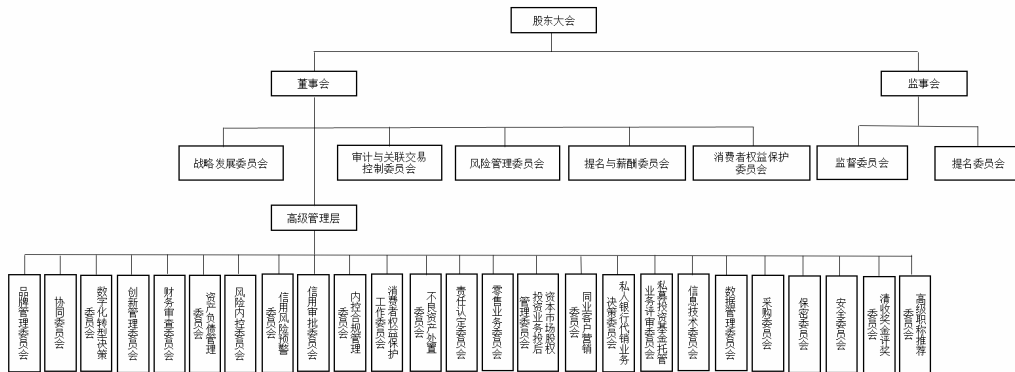 股东大会
董事会
监事会
战略发展委员会
审计与关联交易
控制委员会
风险管理委员会
提名与薪酬委员会
消费者权益保护
委员会
监督委员会
提名委员会
高级管理层
品牌管理委员会
协同委员会
数字化转型决策
委员会
创新管理委员会
财务审查委员会
资产负债管理
委员会
风险内控委员会
信用风险预警
委员会
信用审批委员会
内控合规管理
委员会
消费者权益保护
工作委员会
不良资产处置
委员会
责任认定委员会
零售业务委员会
资本市场股权
投资业务投后
管理委员会
同业客户营销
委员会
私人银行代销业务
决策委员会
私募投资基金托管
业务评审委员会
信息技术委员会
数据管理委员会
采购委员会
保密委员会
安全委员会
清收奖金评奖
委员会
高级职称推荐
委员会